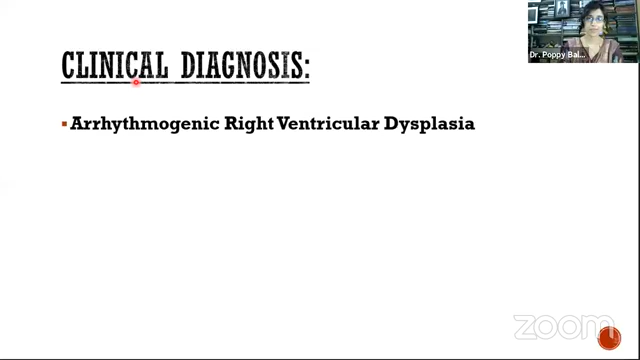 Dr. Poppy Bal...
CLINICAL DIAGNOSIS:
Arrhythmogenic Right Ventricular Dysplasia
zoom